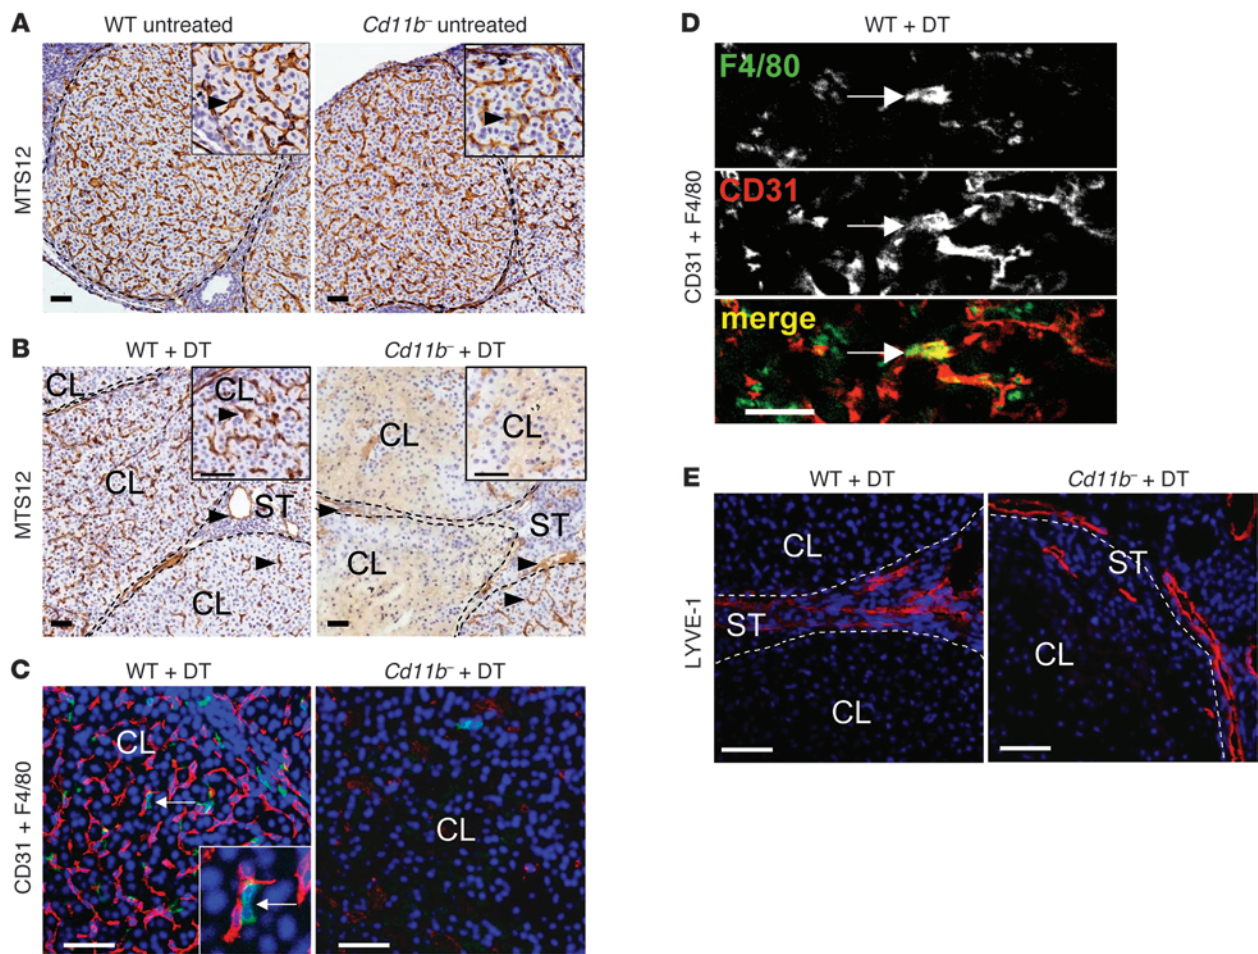 A
WT untreated
Cd11b⁻ untreated
MTS12
B
WT + DT
Cd11b⁻ + DT
MTS12
CL
CL
CL
ST
CL
CL
CL
ST
CL
C
WT + DT
Cd11b⁻ + DT
CD31 + F4/80
CL
CL
D
WT + DT
CD31 + F4/80
F4/80
CD31
merge
E
WT + DT
Cd11b⁻ + DT
LYVE-1
CL
ST
CL
ST
CL